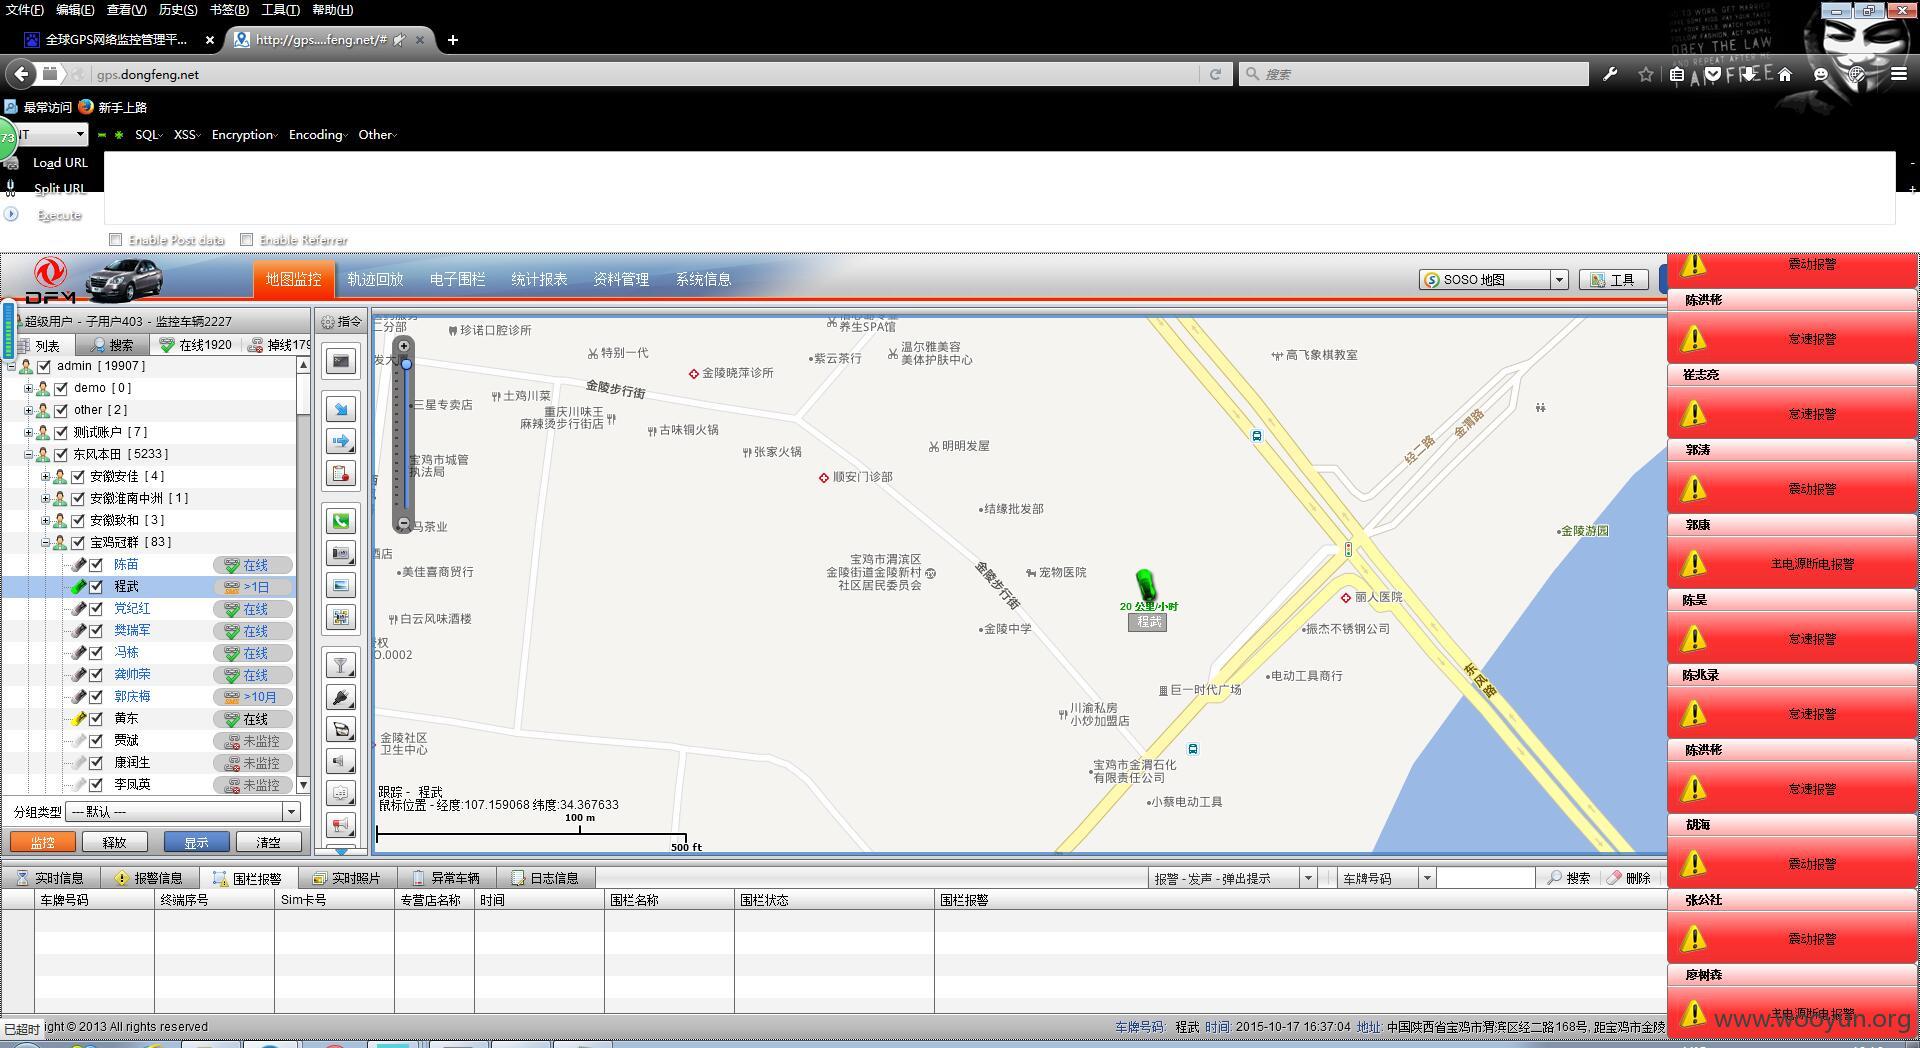 文件(F) 编辑(E) 查看(V) 历史(S) 书签(B) 工具(T) 帮助(H)
全球GPS网络监控管理平... × http://gps....feng.net/# × +
gps.dongfeng.net
搜索
最常访问 新手上路
73
SQL XSS Encryption Encoding Other
Load URL
Split URL
Execute
Enable Post data Enable Referrer
DFM
地图监控 轨迹回放 电子围栏 统计报表 资料管理 系统信息
SOSO 地图 工具
超级用户 - 子用户403 - 监控车辆2227
列表 搜索 在线1920 掉线179
admin [ 19907 ]
demo [ 0 ]
other [ 2 ]
测试账户 [ 7 ]
东风本田 [ 5233 ]
安徽安佳 [ 4 ]
安徽淮南中洲 [ 1 ]
安徽致和 [ 3 ]
宝鸡冠群 [ 83 ]
陈苗 在线
程武 >1日
党纪红 在线
樊瑞军 在线
冯栋 在线
龚帅荣 在线
郭庆梅 >10月
黄东 在线
贾斌 未监控
康润生 未监控
李凤英 未监控
分组类型 --- 默认 ---
监控 释放 显示 清空
指令
二分部
珍诺口腔诊所
养生SPA馆
特别一代
紫云茶行
温尔雅美容
美体护肤中心
高飞象棋教室
金陵晓萍诊所
金陵步行街
三星专卖店
土鸡川菜
重庆川味王
麻辣烫步行街店
古味铜火锅
张家火锅
明明发屋
宝鸡市城管
执法局
顺安门诊部
经二路
金渭路
结缘批发部
马茶业
酒店
金陵游园
宝鸡市渭滨区
金陵街道金陵新村
社区居民委员会
美佳喜商贸行
金陵步行街
宠物医院
丽人医院
20 公里/小时
程武
白云风味酒楼
金陵中学
振杰不锈钢公司
O.0002
电动工具商行
东风路
巨一时代广场
川渝私房
小炒加盟店
金陵社区
卫生中心
宝鸡市金渭石化
有限责任公司
小蔡电动工具
跟踪 - 程武
鼠标位置 - 经度:107.159068 纬度:34.367633
100 m
500 ft
震动报警
陈洪彬
怠速报警
崔志亮
怠速报警
郭涛
震动报警
郭康
主电源断电报警
陈昊
怠速报警
陈兆录
怠速报警
陈洪彬
怠速报警
胡海
震动报警
张公社
震动报警
廖树森
主电源断电报警
实时信息 报警信息 围栏报警 实时照片 异常车辆 日志信息
报警 - 发声 - 弹出提示 车牌号码 搜索 删除
车牌号码 终端序号 Sim卡号 专营店名称 时间 围栏名称 围栏状态 围栏报警
已超时 ight © 2013 All rights reserved
车牌号码: 程武 时间: 2015-10-17 16:37:04 地址: 中国陕西省宝鸡市渭滨区经二路168号, 距宝鸡市金陵
www.wooyun.org